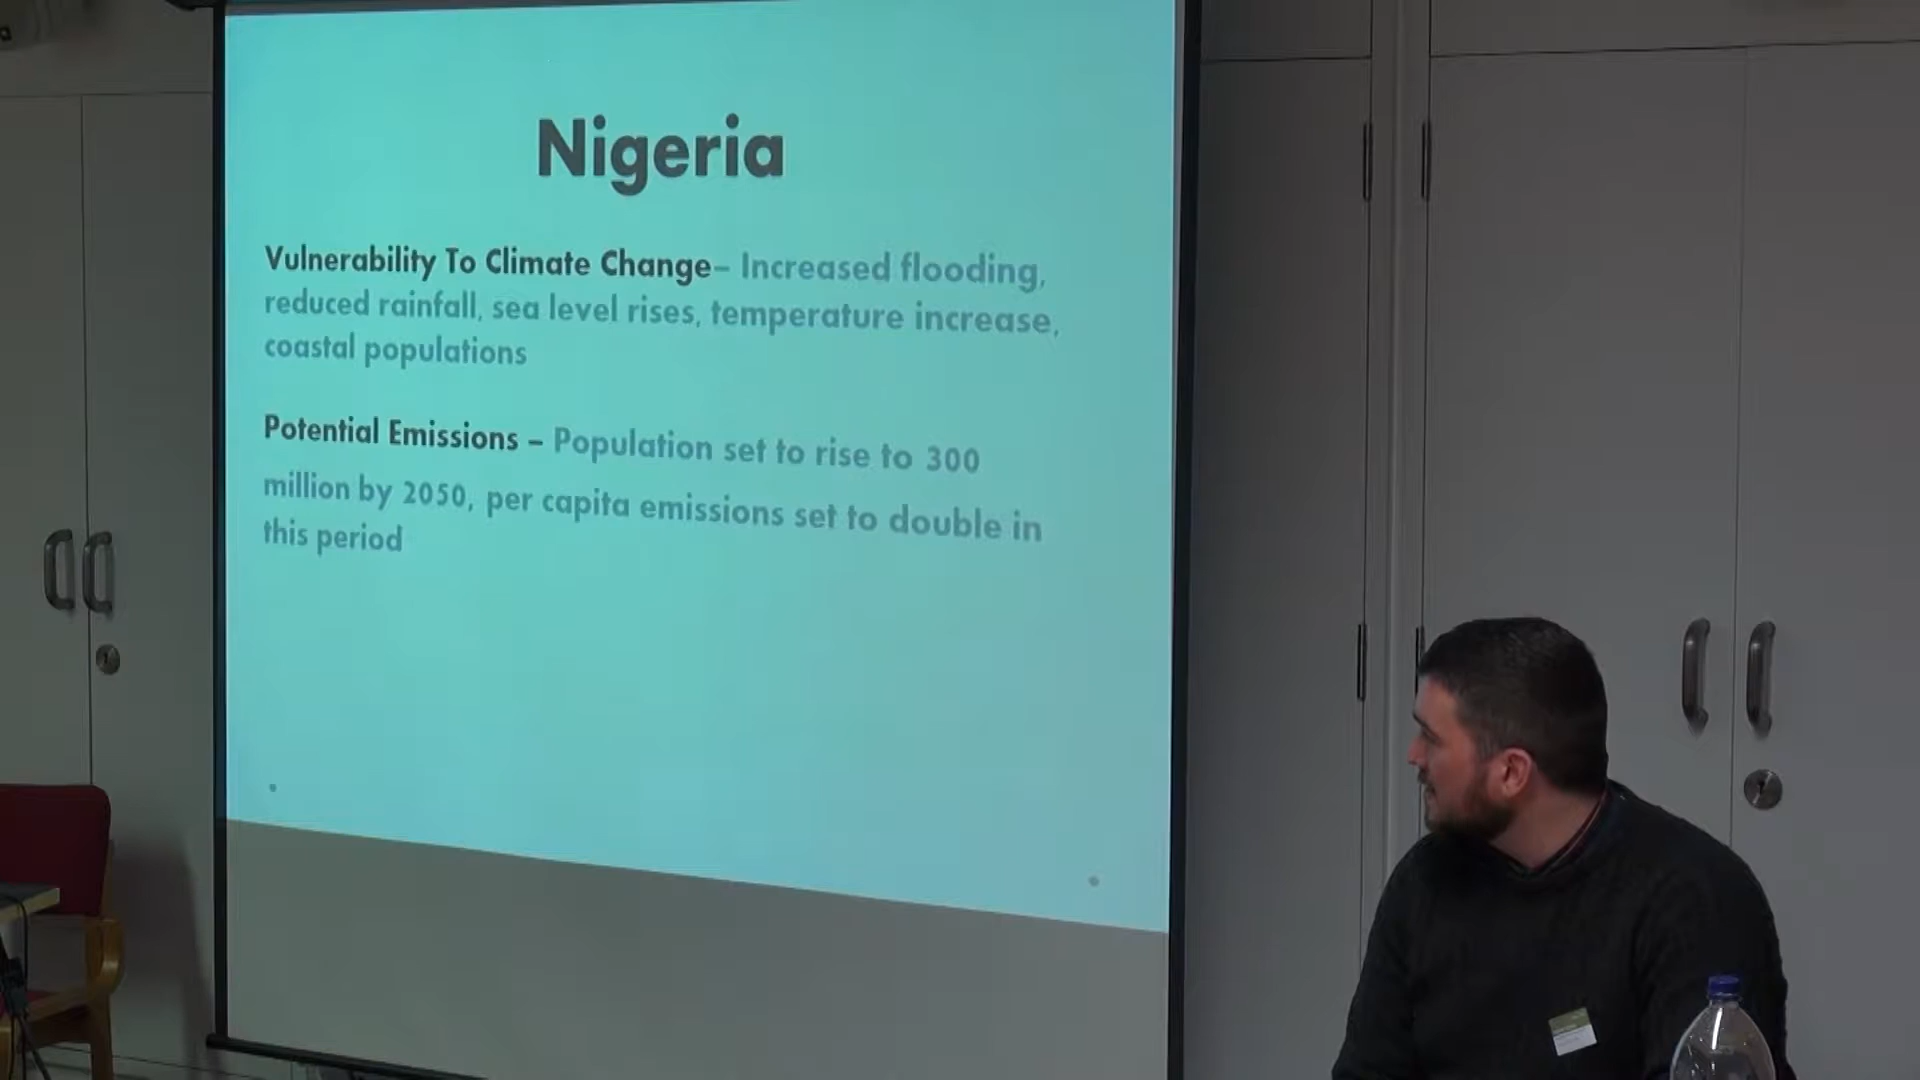 Nigeria
Vulnerability To Climate Change– Increased flooding,
reduced rainfall, sea level rises, temperature increase,
coastal populations
Potential Emissions – Population set to rise to 300
million by 2050, per capita emissions set to double in
this period